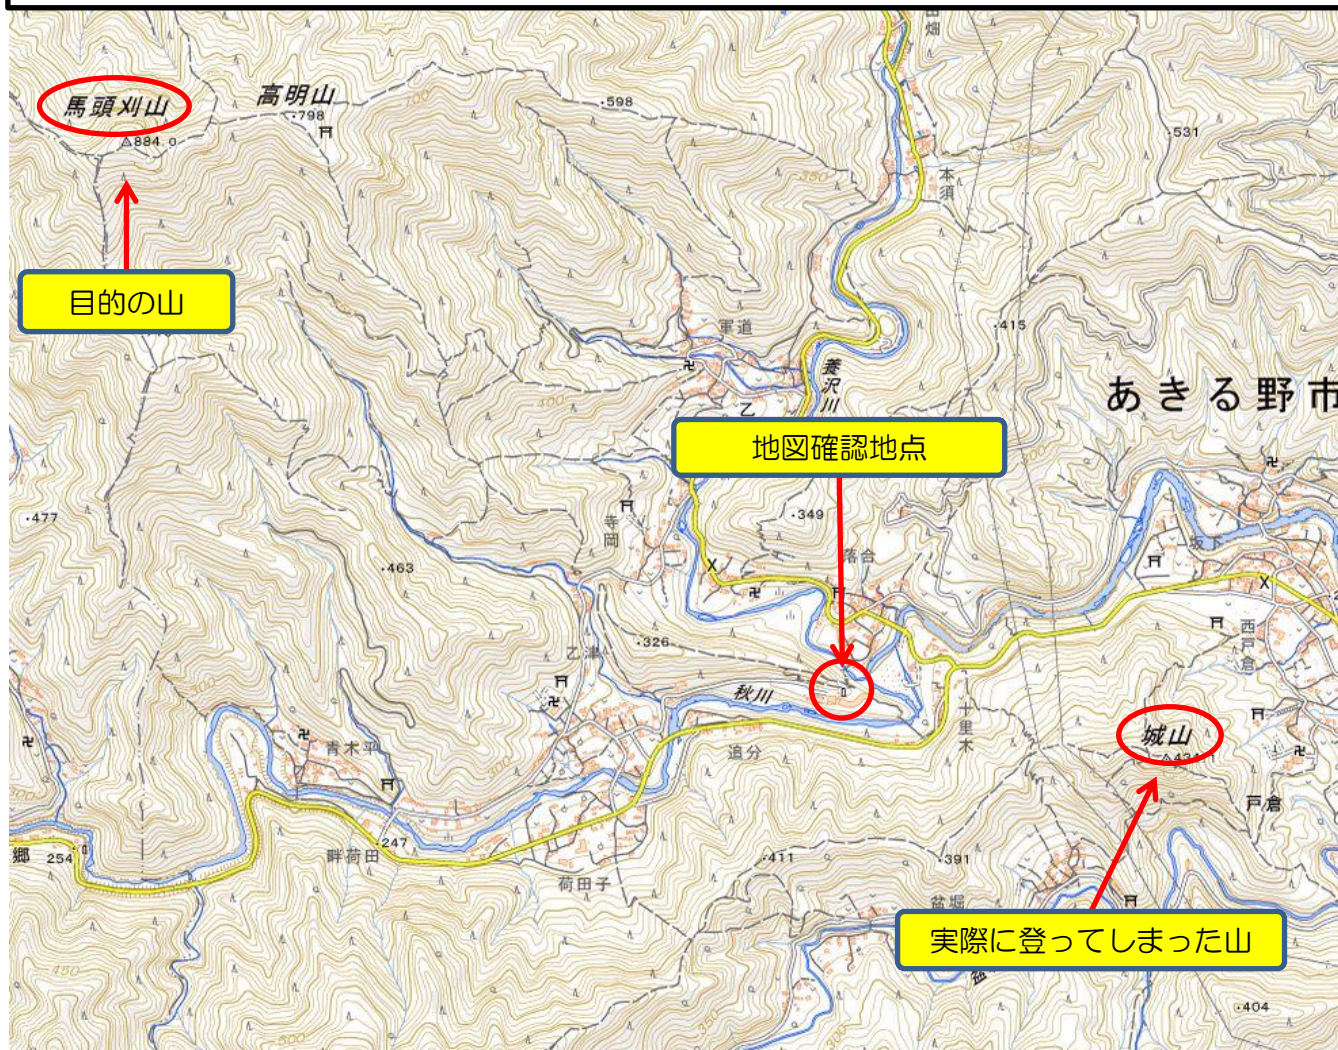 馬頭刈山
884.0
高明山
798
598
531
本須
目的の山
軍道
415
養沢川
あきる野市
乙
地図確認地点
477
寺岡
349
落合
463
326
乙津
秋川
十里木
西戸倉
城山
434
青木平
追分
戸倉
247
畔荷田
郷
254
荷田子
411
391
盆堀
実際に登ってしまった山
404